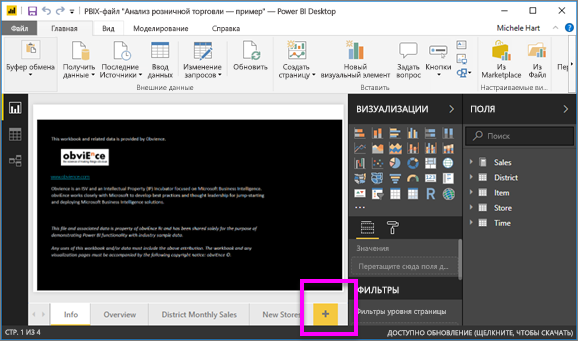 PBIX-файл "Анализ розничной торговли — пример" — Power BI Desktop
Michele Hart
Файл
Главная
Вид
Моделирование
Справка
Буфер обмена
Получить данные
Последние Источники
Ввод данных
Изменение запросов
Обновить
Создать страницу
Новый визуальный элемент
Задать вопрос
Кнопки
Из Marketplace
Из Файл
Внешние данные
Вставить
Настраиваемые ви...
ВИЗУАЛИЗАЦИИ
ПОЛЯ
Поиск
Sales
District
Item
Store
Time
This workbook and related data is provided by Obvience.
obviEnce
www.obvience.com
Obvience is an ISV and an Intellectual Property (IP) Incubator focused on Microsoft Business Intelligence.
obviEnce works closely with Microsoft to develop best practices and thought leadership for jump-starting
and deploying Microsoft Business Intelligence solutions.
This file and associated data is property of obviEnce llc and has been shared solely for the purpose of
demonstrating Power BI functionality with industry sample data.
Any uses of this workbook and/or data must include the above attribution. The workbook and any
visualization pages must be accompanied by the following copyright notice: obviEnce ©.
Значения
Перетащите сюда поля д...
ФИЛЬТРЫ
Фильтры уровня страницы
Info
Overview
District Monthly Sales
New Stores
+
СТР. 1 ИЗ 4
ДОСТУПНО ОБНОВЛЕНИЕ (ЩЕЛКНИТЕ, ЧТОБЫ СКАЧАТЬ)